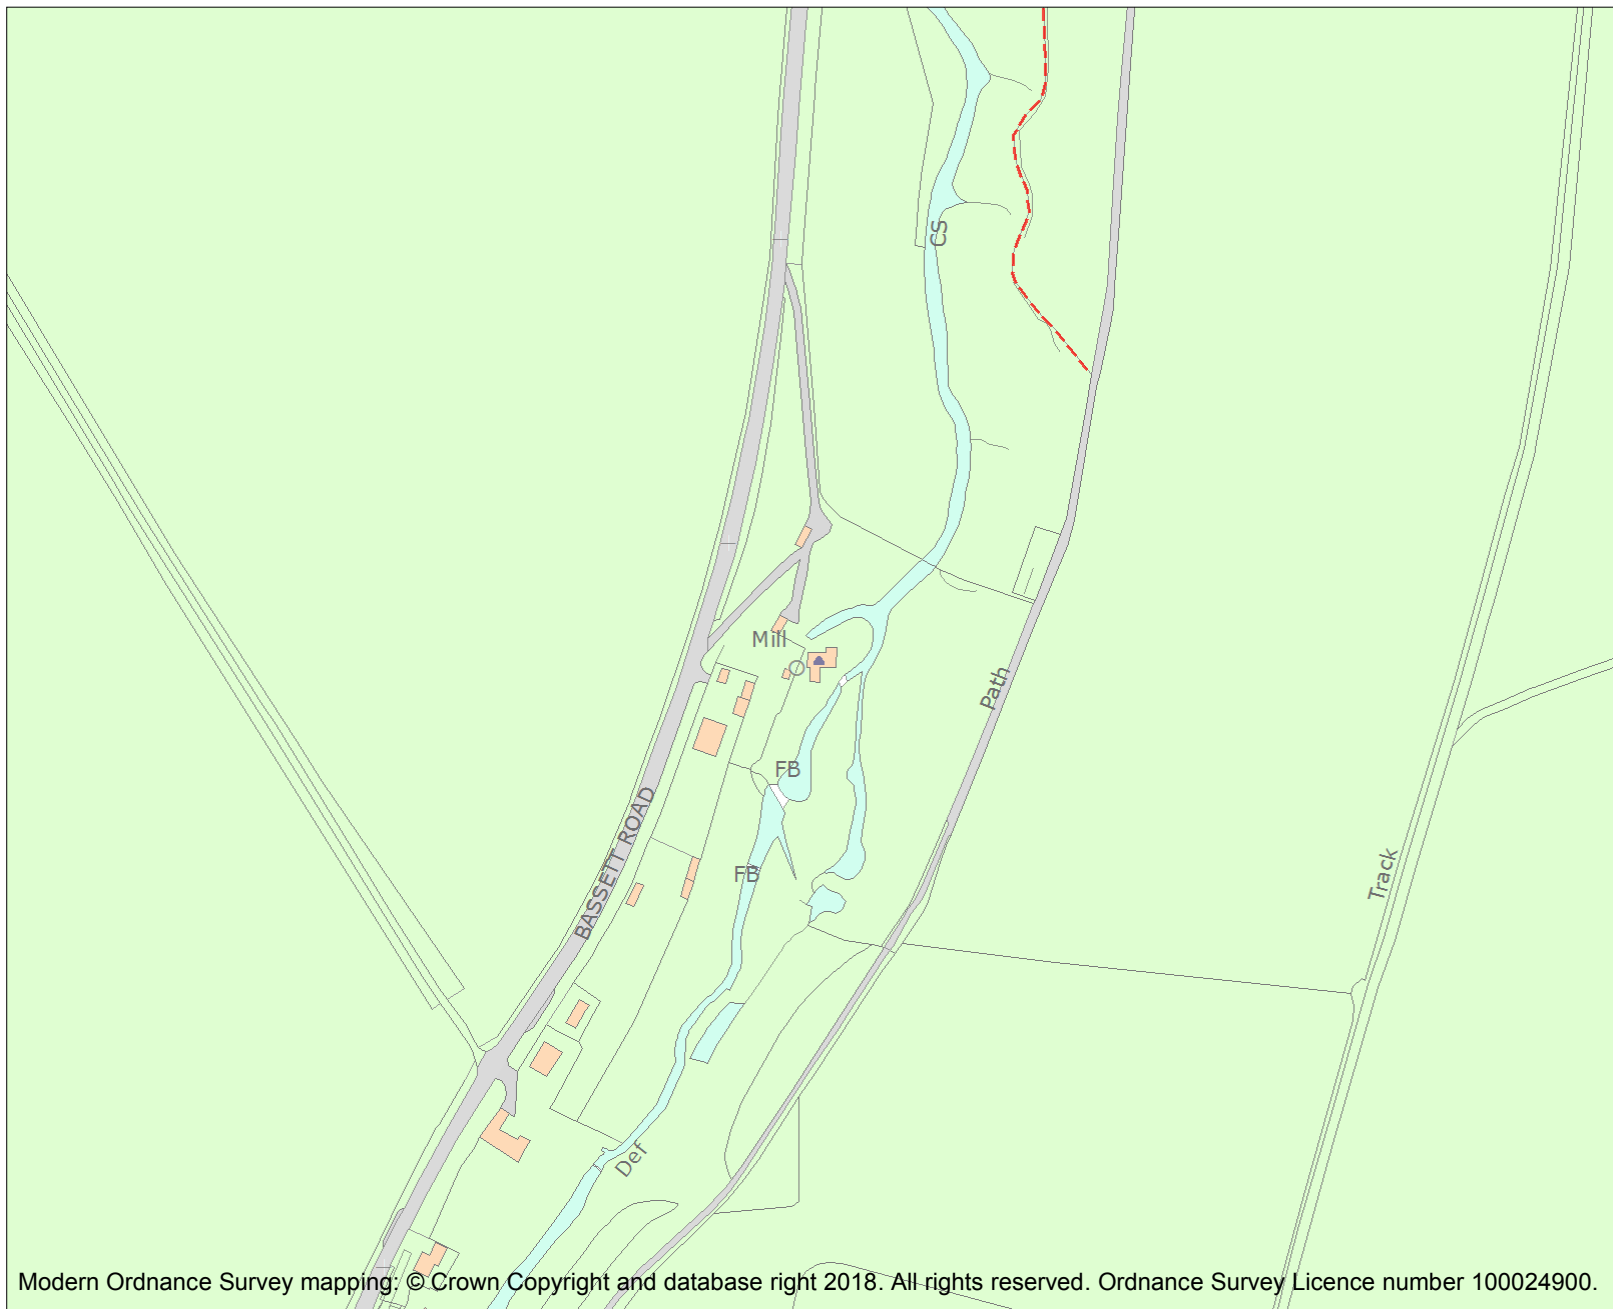 CS
Mill
Path
FB
BASSETT ROAD
FB
Track
Def
Modern Ordnance Survey mapping: © Crown Copyright and database right 2018. All rights reserved. Ordnance Survey Licence number 100024900.